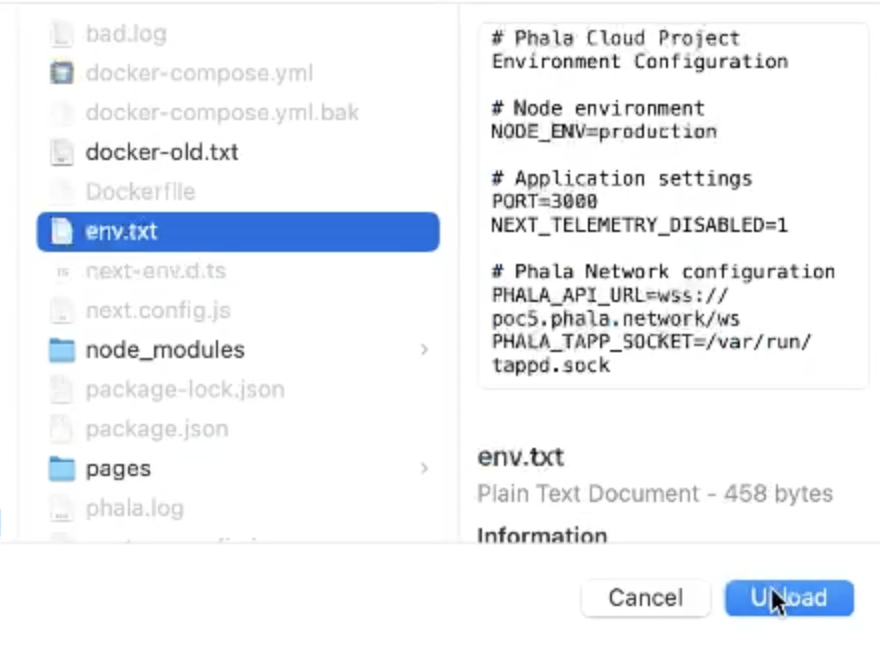 bad.log
docker-compose.yml
docker-compose.yml.bak
docker-old.txt
Dockerfile
env.txt
next-env.d.ts
next.config.js
node_modules
package-lock.json
package.json
pages
phala.log
# Phala Cloud Project
Environment Configuration
# Node environment
NODE_ENV=production
# Application settings
PORT=3000
NEXT_TELEMETRY_DISABLED=1
# Phala Network configuration
PHALA_API_URL=wss://
poc5.phala.network/ws
PHALA_TAPP_SOCKET=/var/run/
tappd.sock
env.txt
Plain Text Document - 458 bytes
Information
Cancel
Upload